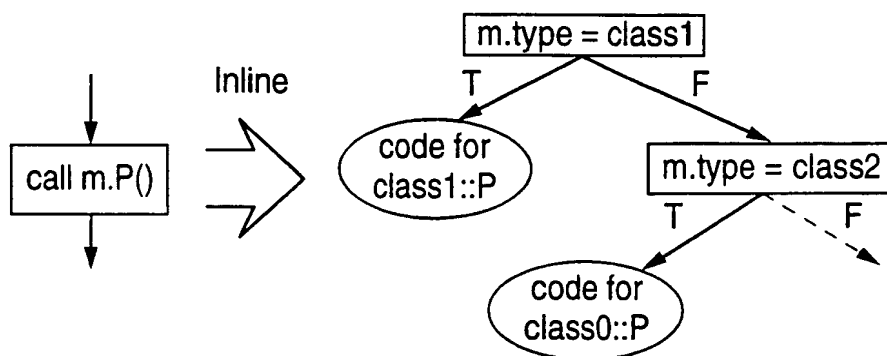 m.type = class1
Inline
T
F
code for
class1::P
call m.P()
m.type = class2
T
F
code for
class0::P